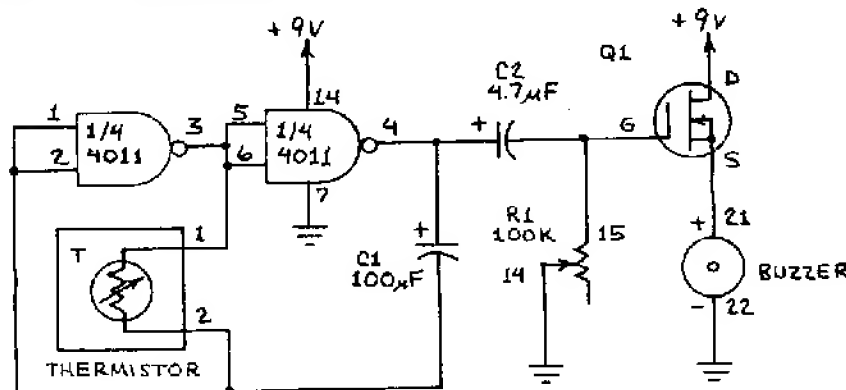 +9V
+9V
Q1
D
C2
4.7µF
14
1
3
5
1/4
4011
1/4
4011
4
+
G
2
6
S
7
1
+
R1
100K
15
+
21
T
C1
100µF
14
BUZZER
2
-
22
THERMISTOR